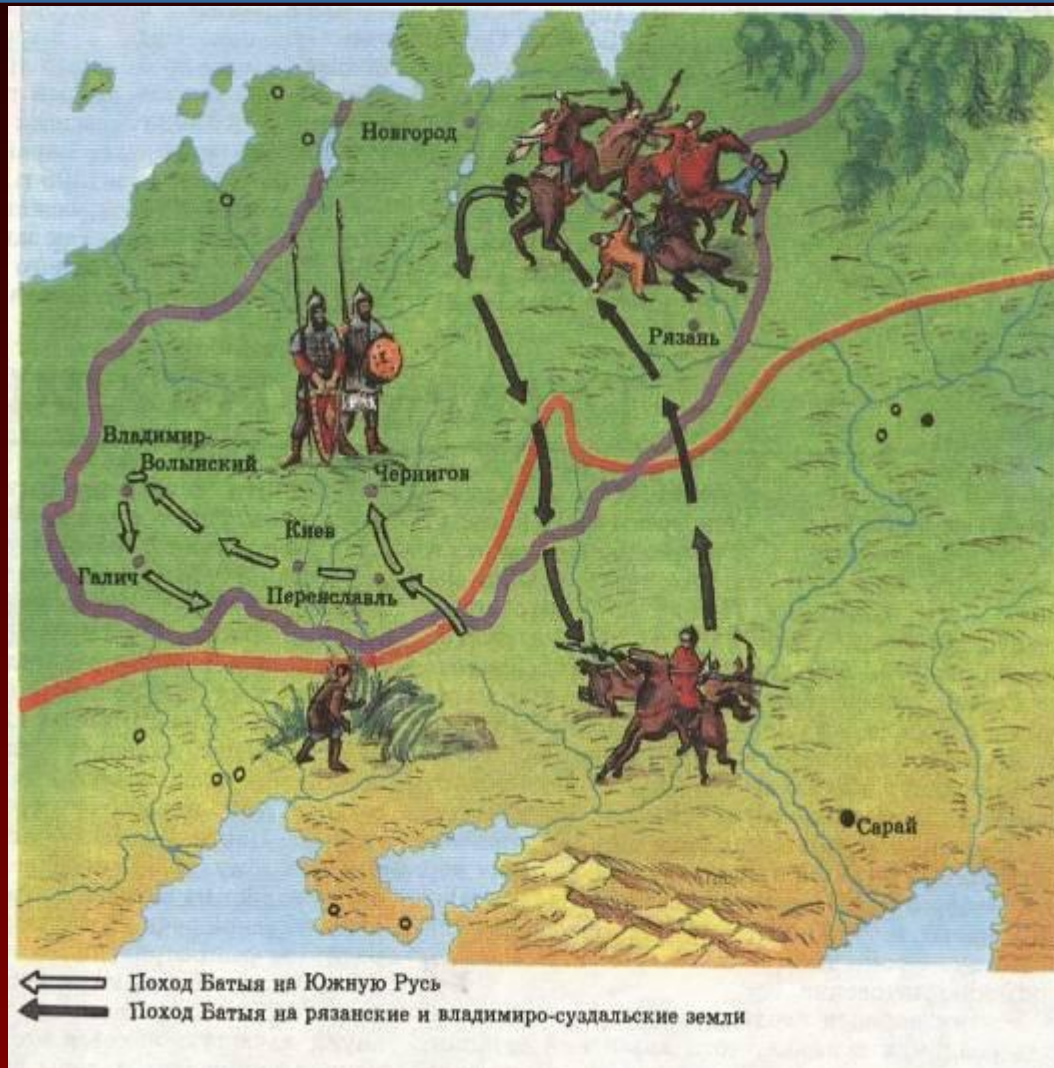 Новгород
Рязань
Владимир-
Волынский
Чернигов
Киев
Галич
Переяславль
Сарай
Поход Батыя на Южную Русь
Поход Батыя на рязанские и владимиро-суздальские земли